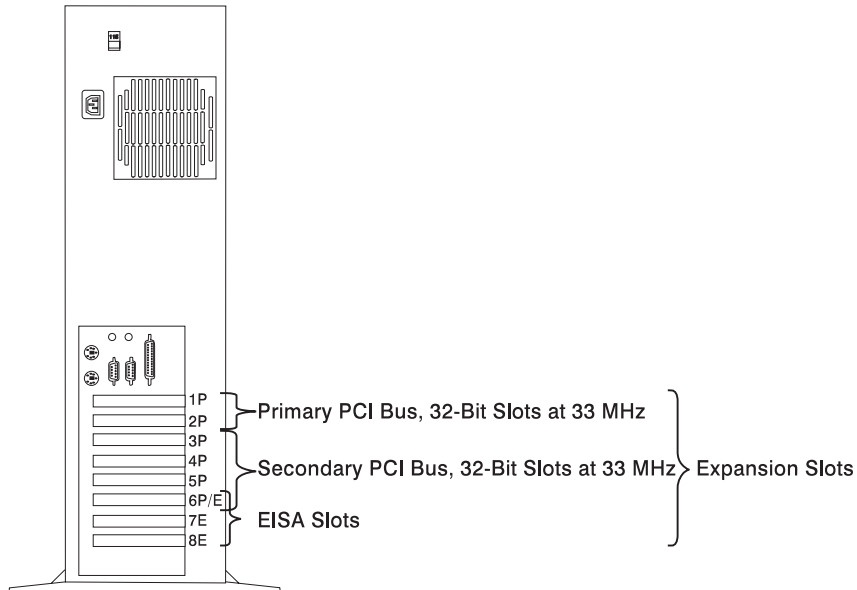 115
1P
2P
Primary PCI Bus, 32-Bit Slots at 33 MHz
3P
4P
5P
6P/E
Secondary PCI Bus, 32-Bit Slots at 33 MHz
Expansion Slots
7E
8E
EISA Slots